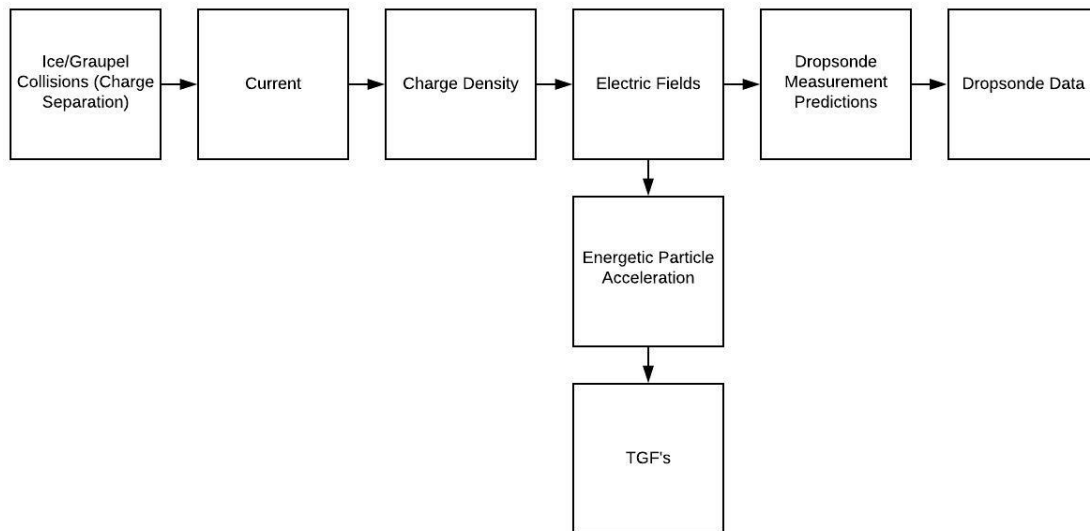 Ice/Graupel
Collisions (Charge
Separation)
Current
Charge Density
Electric Fields
Dropsonde
Measurement
Predictions
Dropsonde Data
Energetic Particle
Acceleration
TGF's